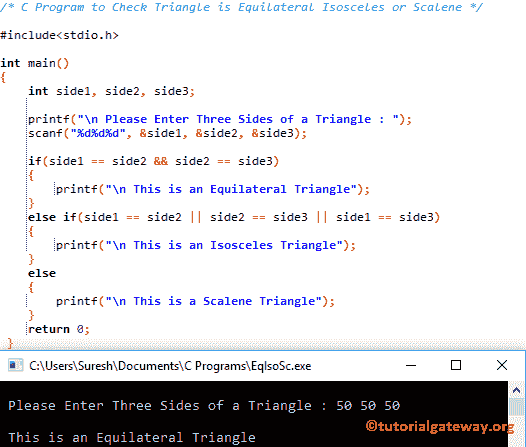 /* C Program to Check Triangle is Equilateral Isosceles or Scalene */
#include<stdio.h>
int main()
{
int side1, side2, side3;
printf("\n Please Enter Three Sides of a Triangle : ");
scanf("%d%d%d", &side1, &side2, &side3);
if(side1 == side2 && side2 == side3)
{
printf("\n This is an Equilateral Triangle");
}
else if(side1 == side2 || side2 == side3 || side1 == side3)
{
printf("\n This is an Isosceles Triangle");
}
else
{
printf("\n This is a Scalene Triangle");
}
return 0;
}
C:\Users\Suresh\Documents\C Programs\EqIsoSc.exe
Please Enter Three Sides of a Triangle : 50 50 50
©tutorialgateway.org
This is an Equilateral Triangle